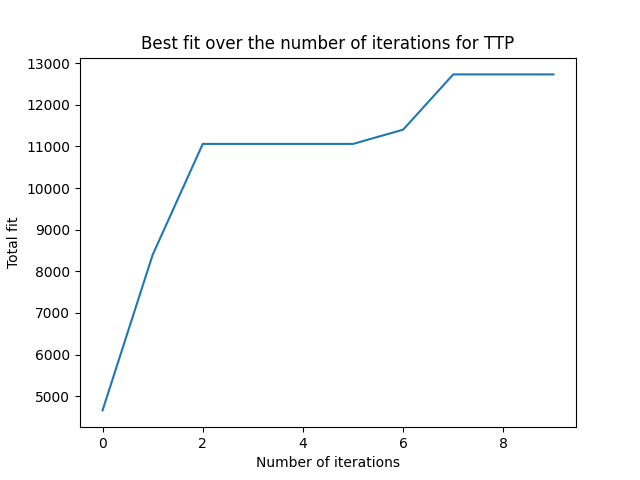 Best fit over the number of iterations for TTP
13000
12000
11000
10000
9000
8000
7000
6000
5000
Total fit
0 2 4 6 8
Number of iterations